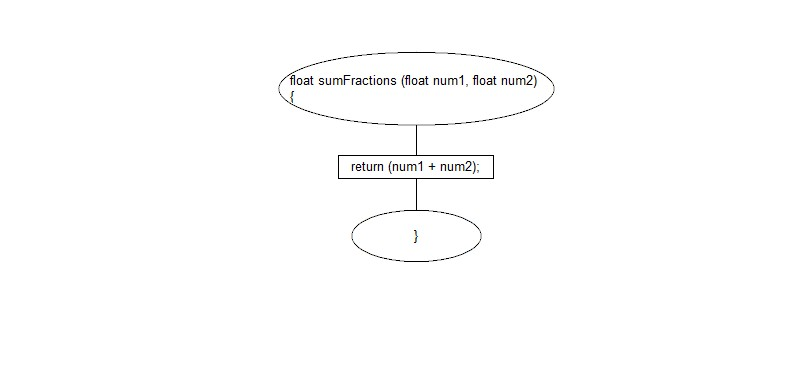 float sumFractions (float num1, float num2)
{
return (num1 + num2);
}